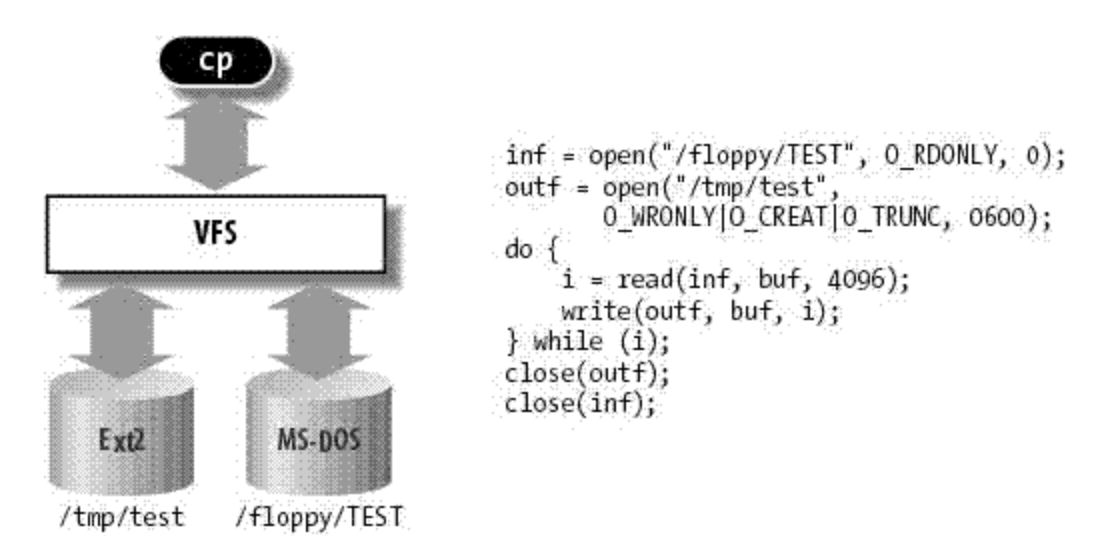 cp
VFS
Ext2
MS-DOS
/tmp/test
/floppy/TEST
inf = open("/floppy/TEST", O_RDONLY, 0);
outf = open("/tmp/test",
        O_WRONLY|O_CREAT|O_TRUNC, 0600);
do {
    i = read(inf, buf, 4096);
    write(outf, buf, i);
} while (i);
close(outf);
close(inf);